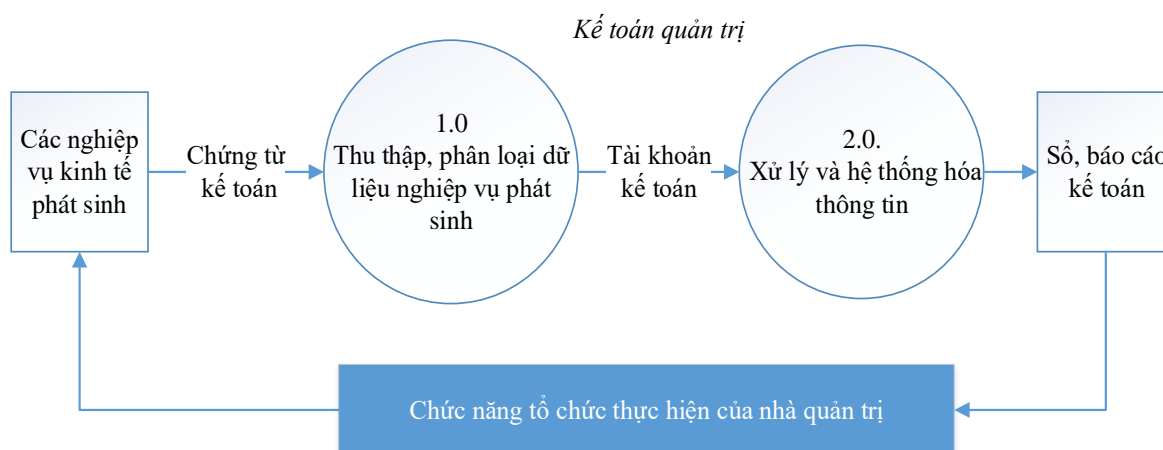 Kế toán quản trị
Các nghiệp
vụ kinh tế
phát sinh
Chứng từ
kế toán
1.0
Thu thập, phân loại dữ
liệu nghiệp vụ phát
sinh
Tài khoản
kế toán
2.0.
Xử lý và hệ thống hóa
thông tin
Sổ, báo cáo
kế toán
Chức năng tổ chức thực hiện của nhà quản trị